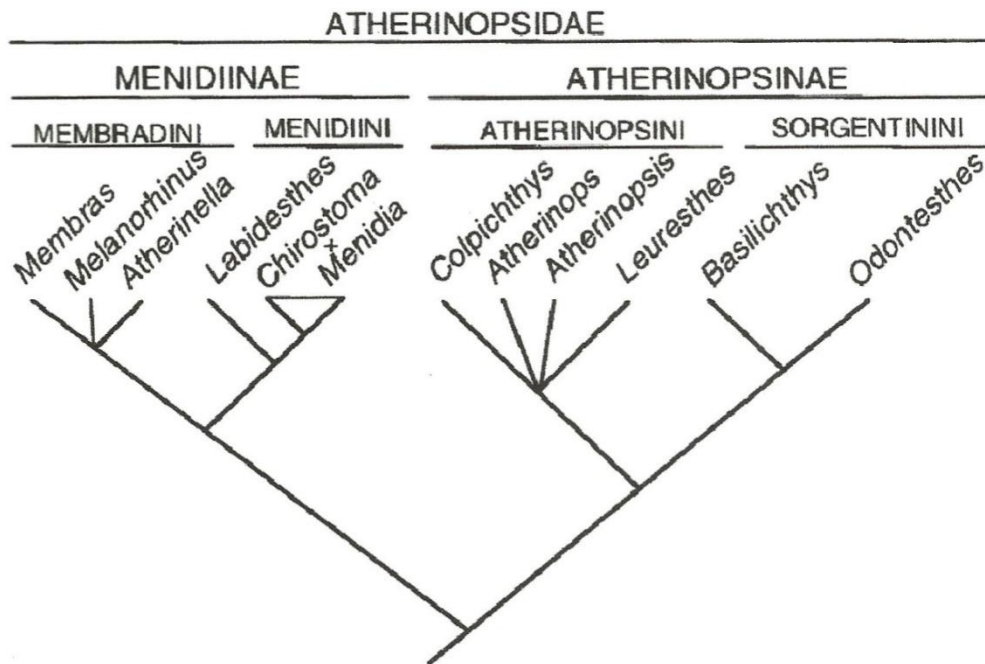 ATHERINOPSIDAE
MENIDIINAE ATHERINOPSINAE
MEMBRADINI MENIDIINI ATHERINOPSINI SORGENTININI
Membras
Melanorhinus
Atherinella
Labidesthes
Chirostoma
+
Menidia
Colpichthys
Atherinops
Atherinopsis
Leuresthes
Basilichthys
Odontesthes